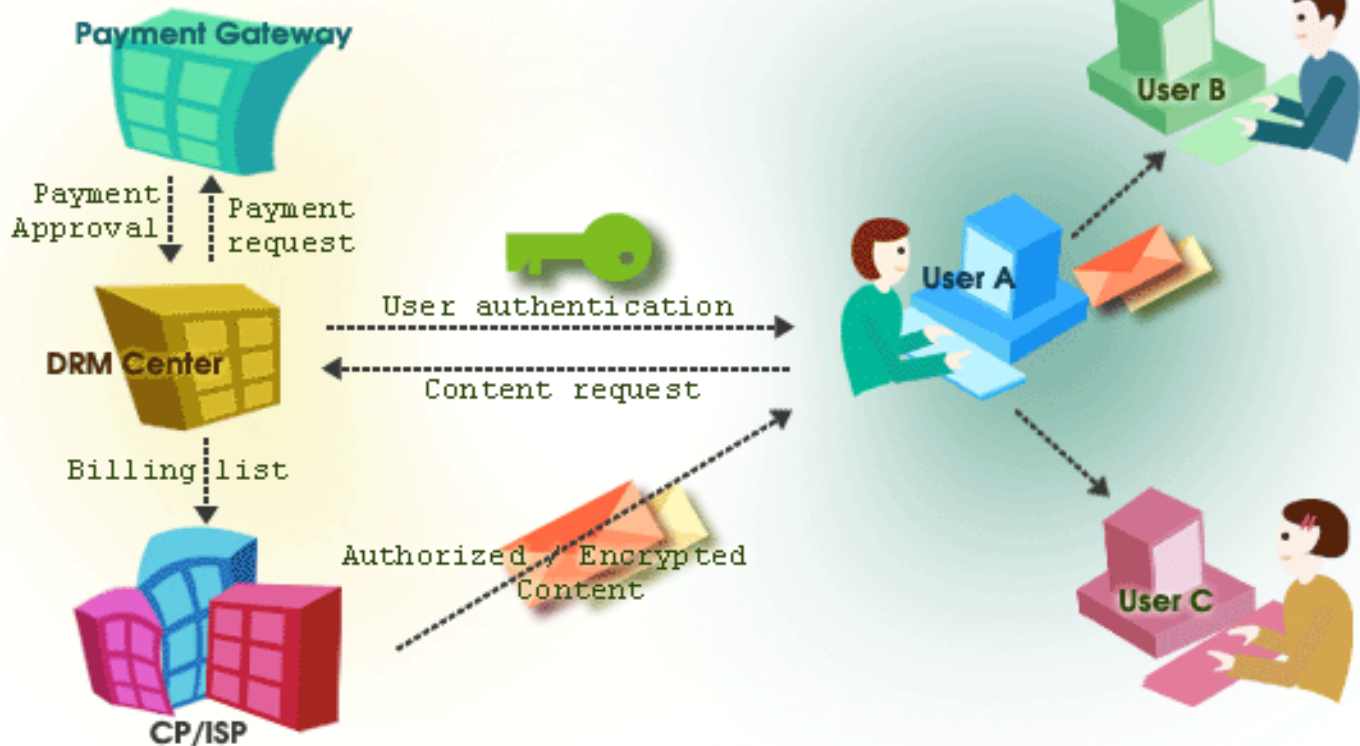 Payment Gateway
User B
Payment
Approval
Payment
request
User authentication
User A
DRM Center
Content request
Billing list
Authorized / Encrypted
Content
User C
CP/ISP